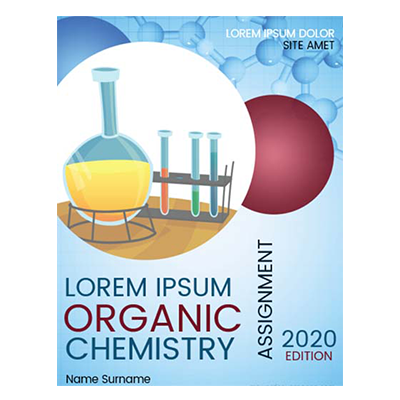 LOREM IPSUM DOLOR
SITE AMET
LOREM IPSUM
ORGANIC
CHEMISTRY
ASSIGNMENT
2020
EDITION
Name Surname